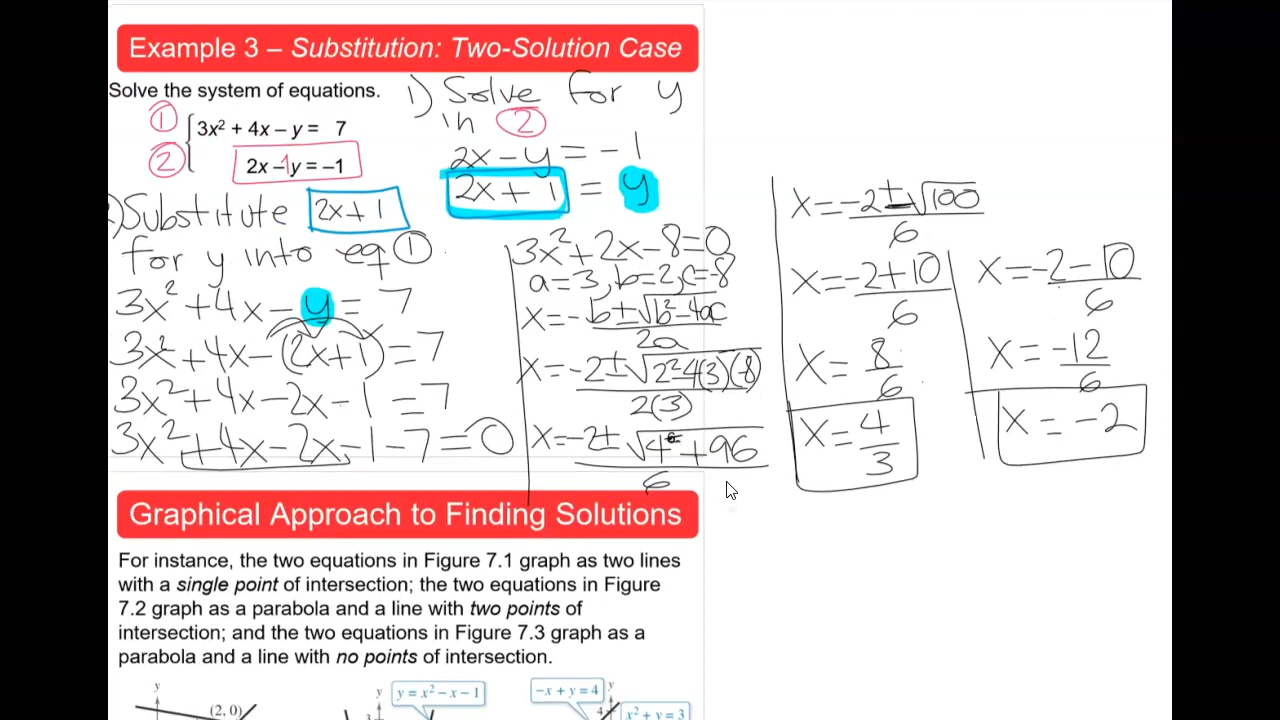 Example 3 – Substitution: Two-Solution Case
Solve the system of equations.
① 3x² + 4x – y = 7
② 2x – 1y = –1
1) Solve for y
in ②
2x – y = –1
2x + 1 = y
)Substitute 2x + 1
for y into eq ①
3x² + 4x – y = 7
3x² + 4x – (2x + 1) = 7
3x² + 4x – 2x – 1 = 7
3x² + 4x – 2x – 1 – 7 = 0
3x² + 2x – 8 = 0
a = 3, b = 2, c = –8
x = –b ± √b² – 4ac
2a
x = –2 ± √2² – 4(3)(–8)
2(3)
x = –2 ± √4 + 96
6
x = –2 ± √100
6
x = –2 + 10
6
x = 8
6
x = 4
3
x = –2 – 10
6
x = –12
6
x = –2
Graphical Approach to Finding Solutions
For instance, the two equations in Figure 7.1 graph as two lines
with a single point of intersection; the two equations in Figure
7.2 graph as a parabola and a line with two points of
intersection; and the two equations in Figure 7.3 graph as a
parabola and a line with no points of intersection.
y
(2, 0)
y
y = x² – x – 1
3
–x + y = 4
y
4
x² + y = 3